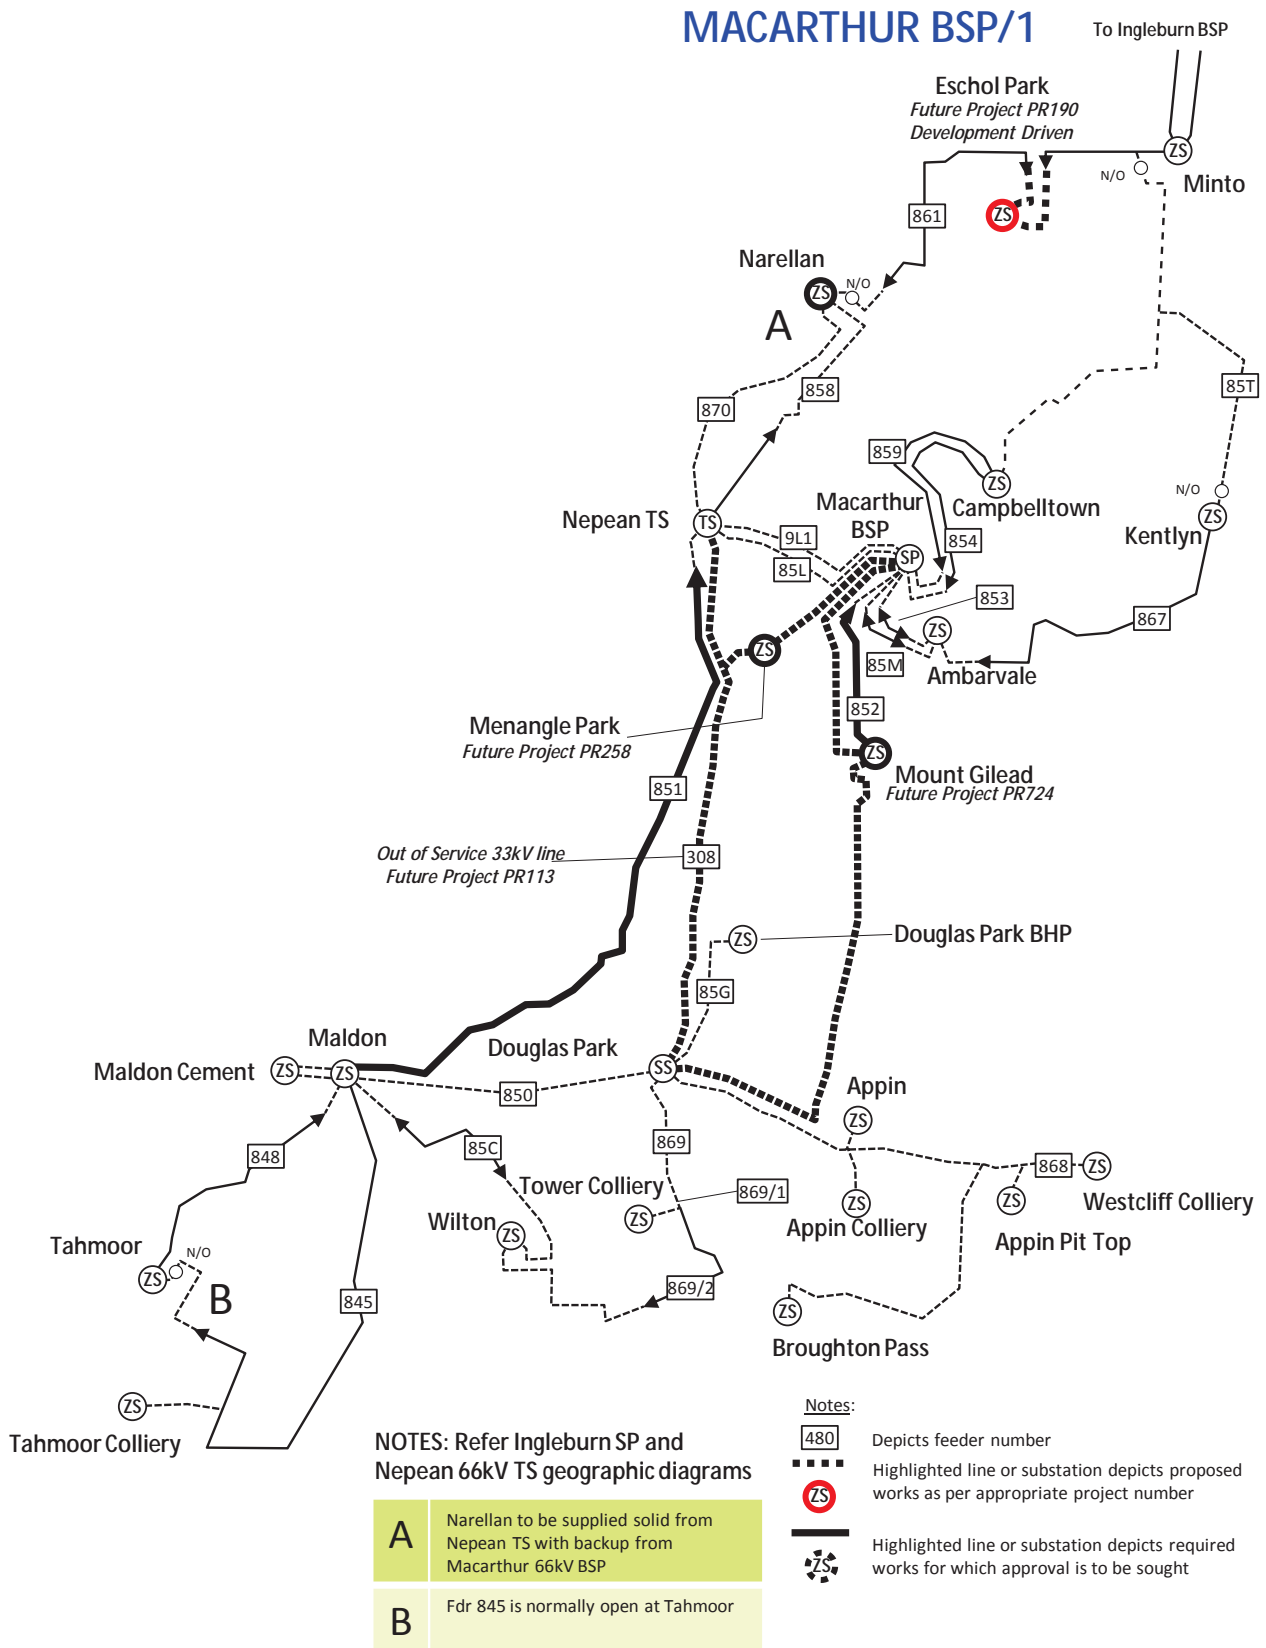 MACARTHUR BSP/1
To Ingleburn BSP
Eschol Park
Future Project PR190
Development Driven
ZS
N/O
Minto
ZS
861
Narellan
ZS
N/O
A
858
870
85T
859
ZS
Campbelltown
N/O
Macarthur
BSP
Nepean TS
TS
ZS
Kentlyn
9L1
854
85L
SP
853
867
ZS
ZS
85M
Ambarvale
852
Menangle Park
Future Project PR258
ZS
Mount Gilead
Future Project PR724
851
Out of Service 33kV line
Future Project PR113
308
ZS
Douglas Park BHP
85G
Maldon
Douglas Park
SS
Maldon Cement
ZS
ZS
850
Appin
ZS
848
85C
869
868
ZS
Tower Colliery
869/1
Westcliff Colliery
ZS
Wilton
ZS
ZS
Appin Colliery
ZS
Appin Pit Top
Tahmoor
N/O
ZS
B
845
869/2
ZS
Broughton Pass
ZS
Tahmoor Colliery
NOTES: Refer Ingleburn SP and
Nepean 66kV TS geographic diagrams
A
Narellan to be supplied solid from
Nepean TS with backup from
Macarthur 66kV BSP
B
Fdr 845 is normally open at Tahmoor
Notes:
480
Depicts feeder number
Highlighted line or substation depicts proposed
works as per appropriate project number
ZS
Highlighted line or substation depicts required
works for which approval is to be sought
ZS